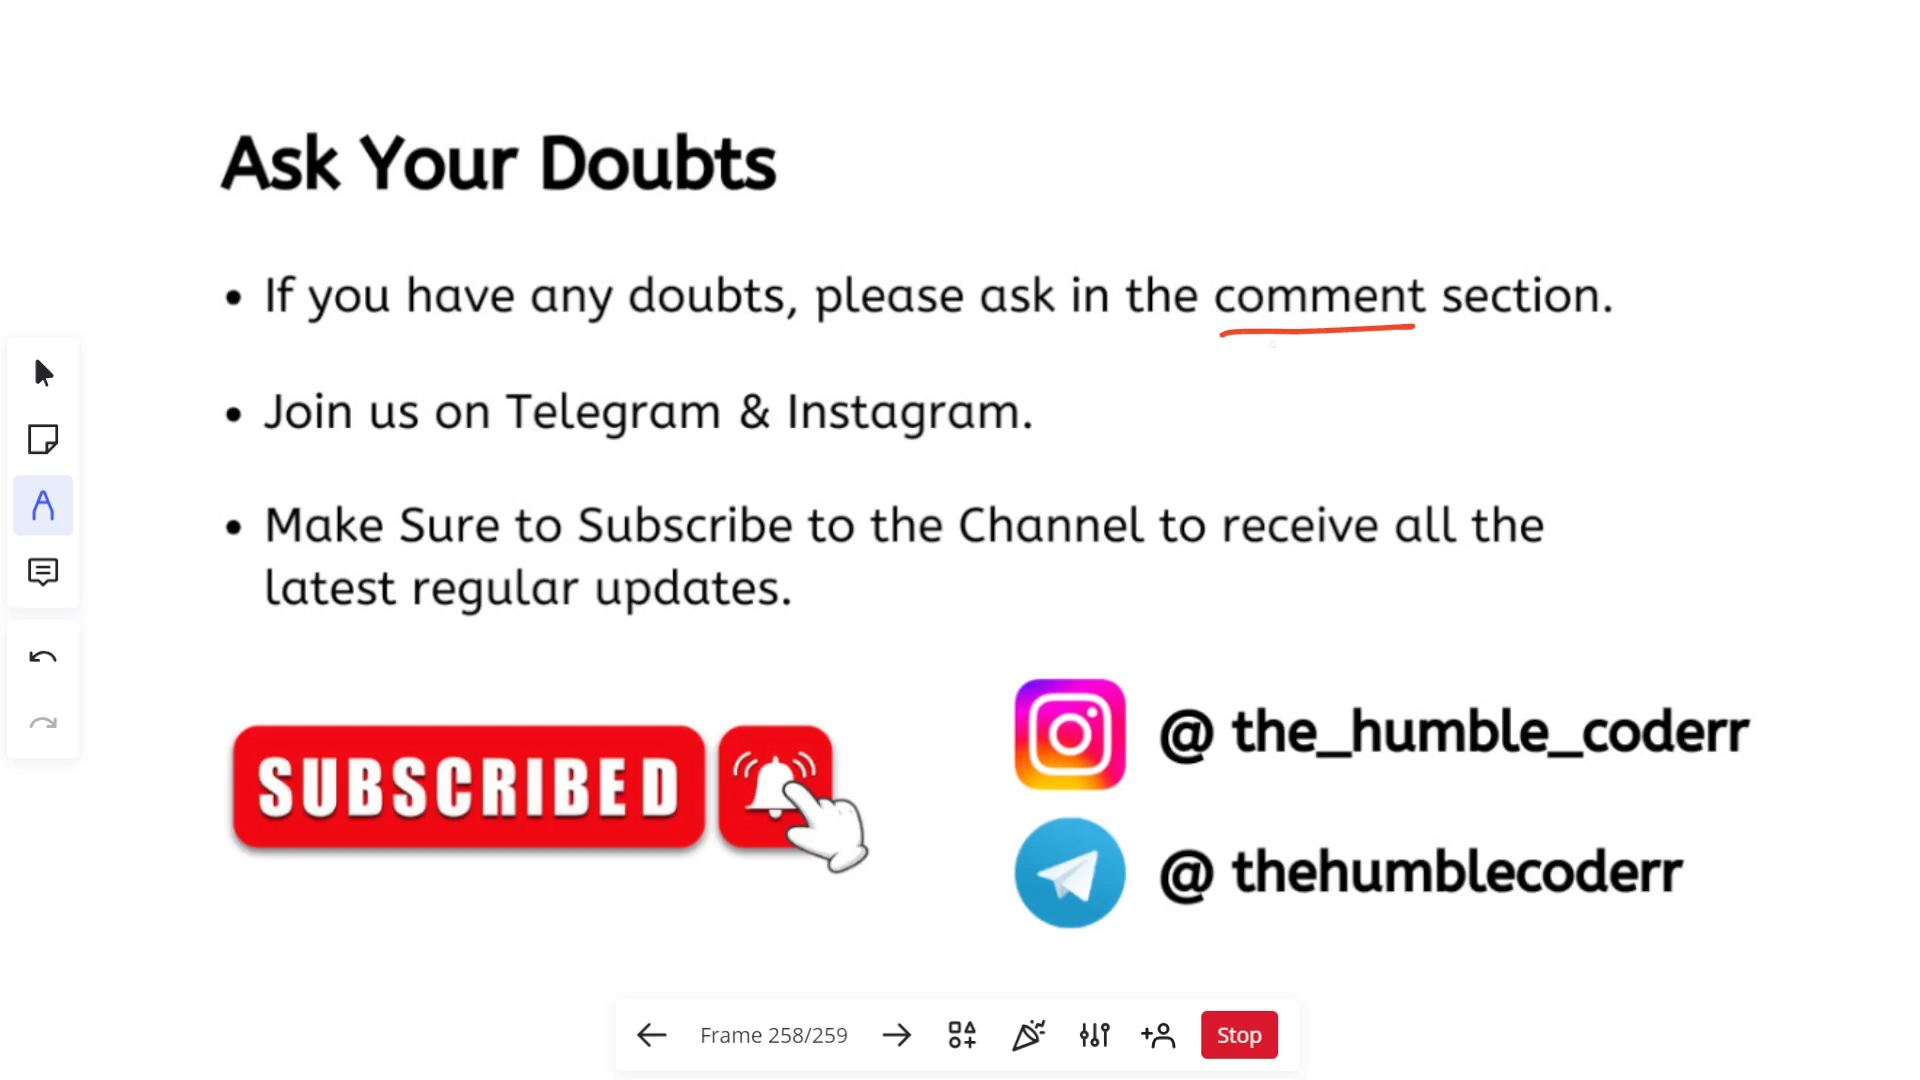 Ask Your Doubts
• If you have any doubts, please ask in the comment section.
• Join us on Telegram & Instagram.
• Make Sure to Subscribe to the Channel to receive all the
latest regular updates.
SUBSCRIBED
@ the_humble_coderr
@ thehumblecoderr
Frame 258/259
Stop